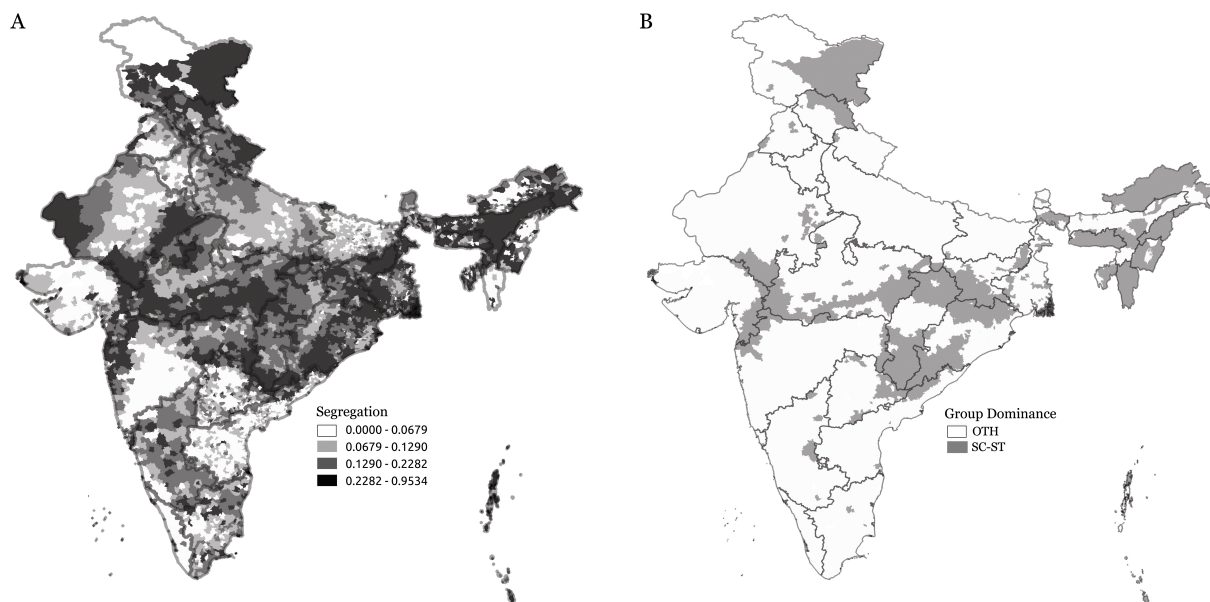 A
B
Segregation
0.0000 - 0.0679
0.0679 - 0.1290
0.1290 - 0.2282
0.2282 - 0.9534
Group Dominance
OTH
SC-ST